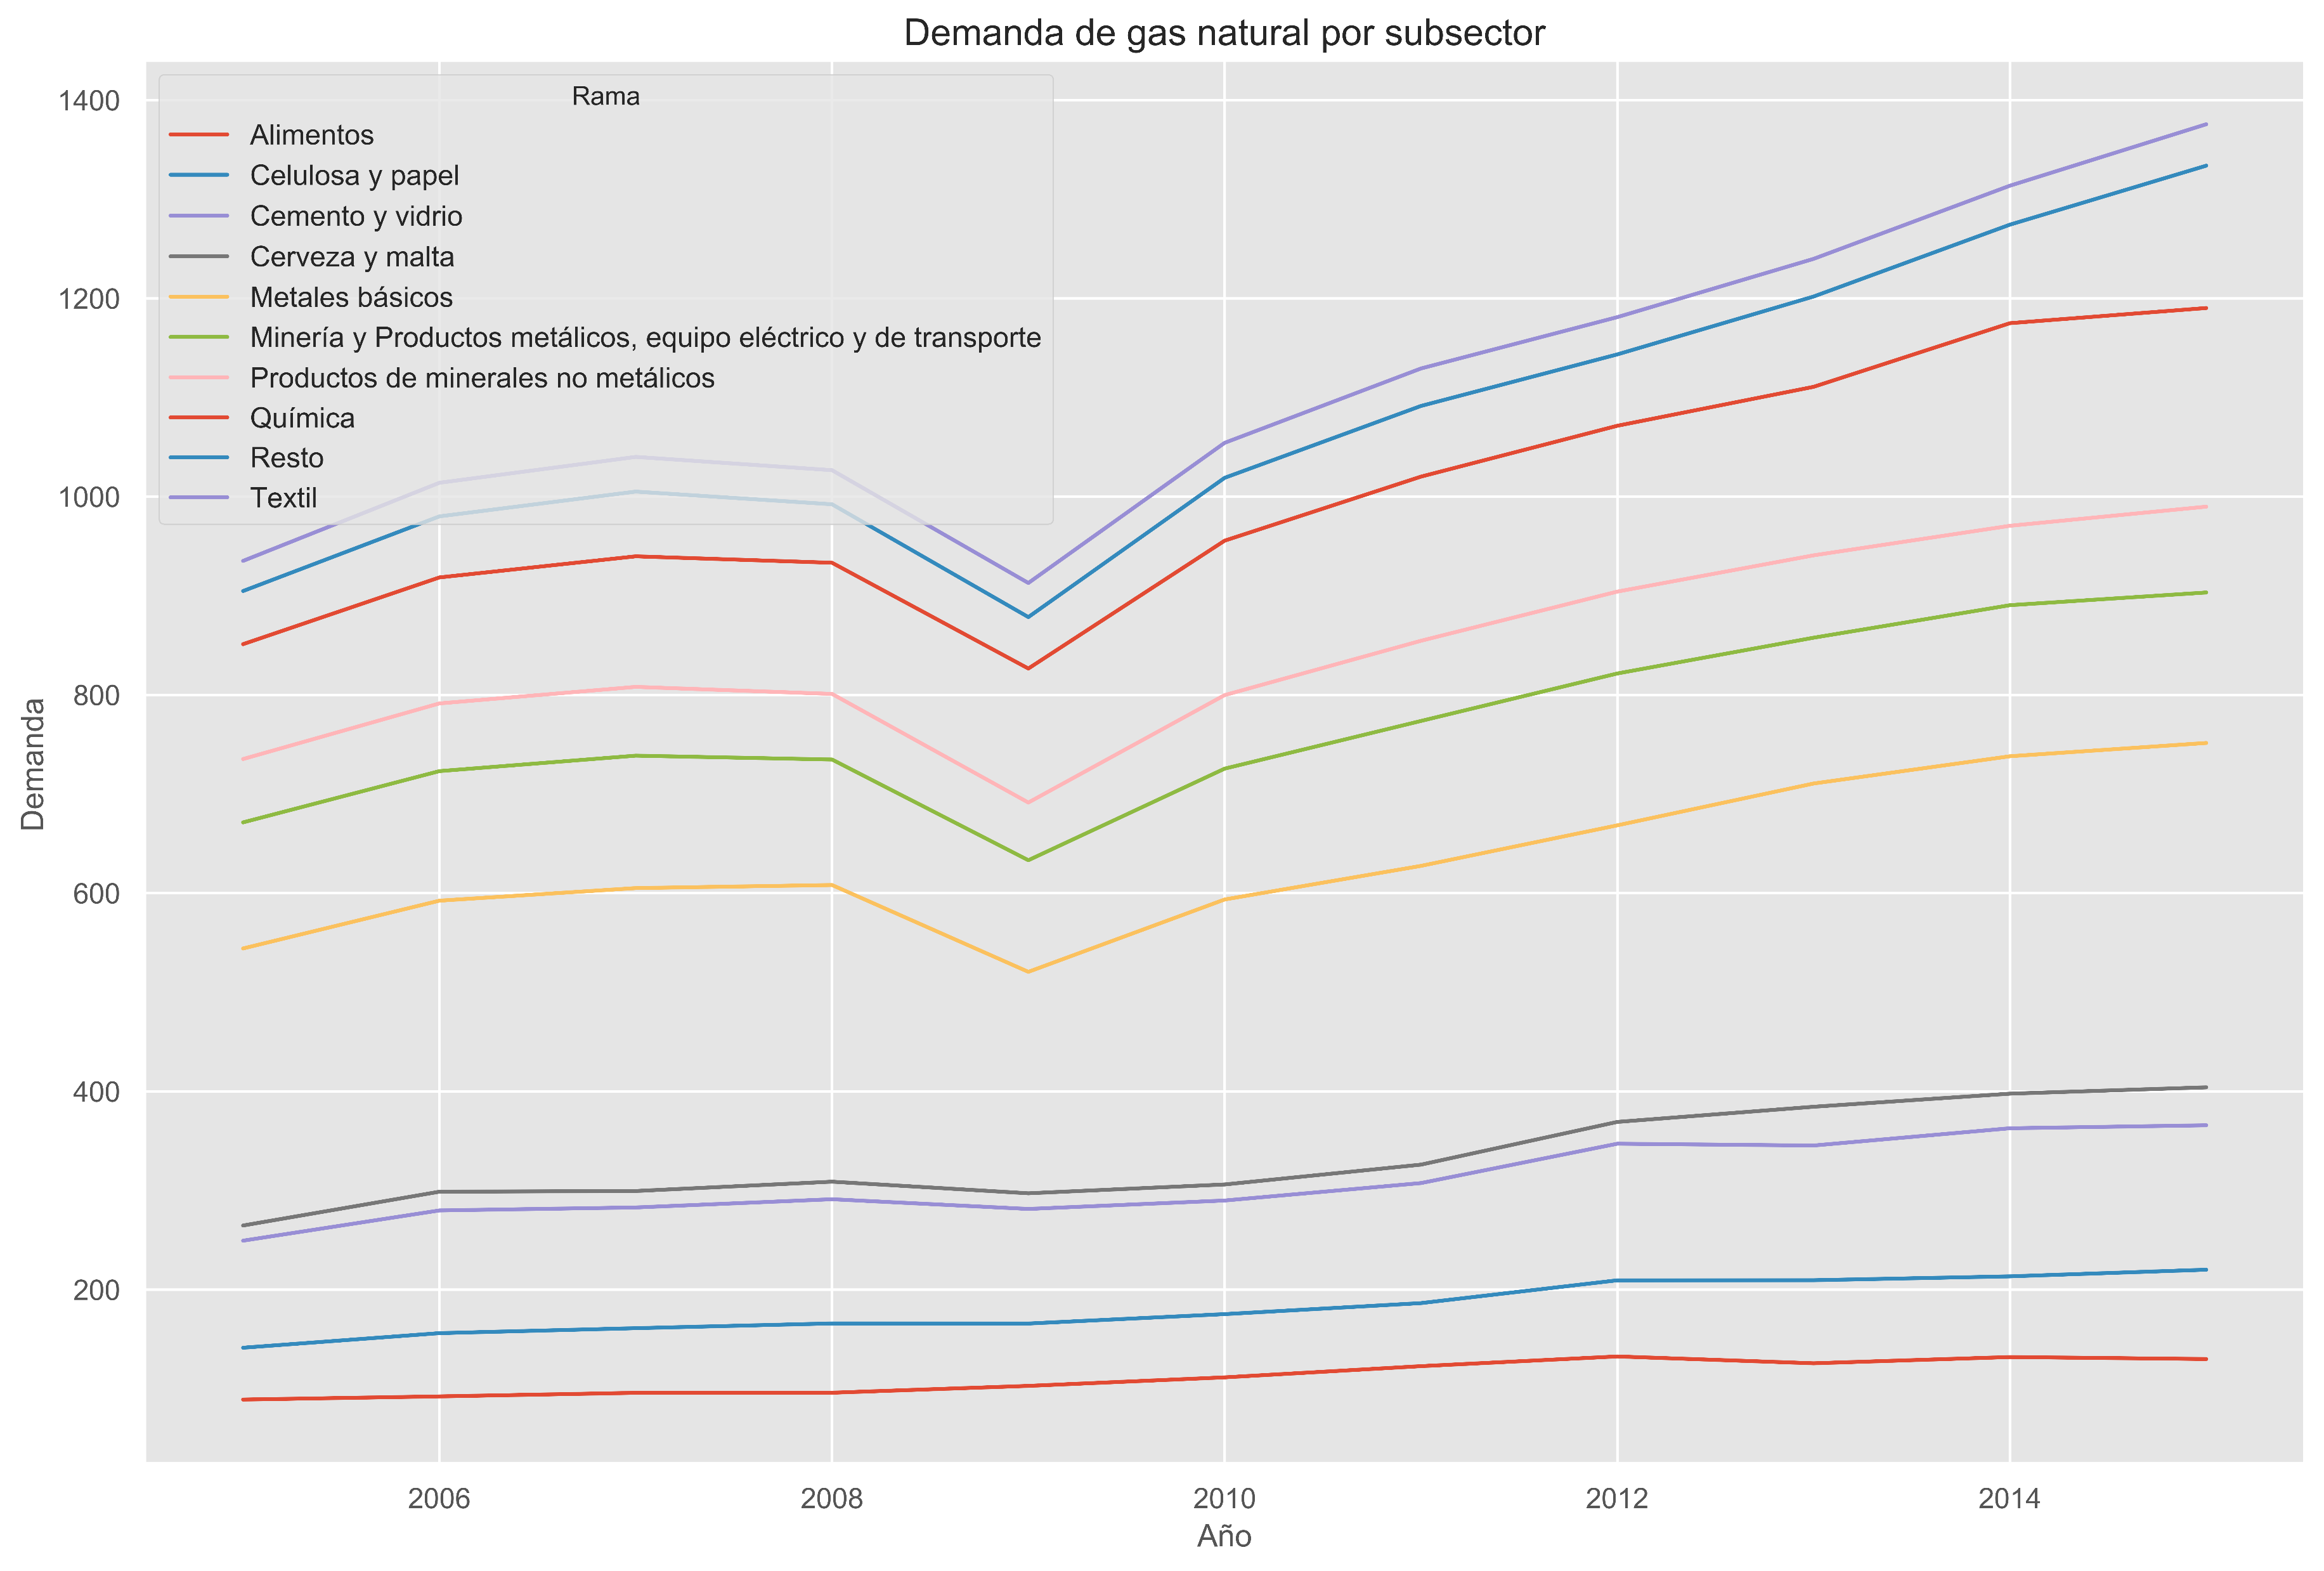 Demanda de gas natural por subsector
Rama
Alimentos
Celulosa y papel
Cemento y vidrio
Cerveza y malta
Metales básicos
Minería y Productos metálicos, equipo eléctrico y de transporte
Productos de minerales no metálicos
Química
Resto
Textil
1400
1200
1000
800
600
400
200
Demanda
2006
2008
2010
2012
2014
Año